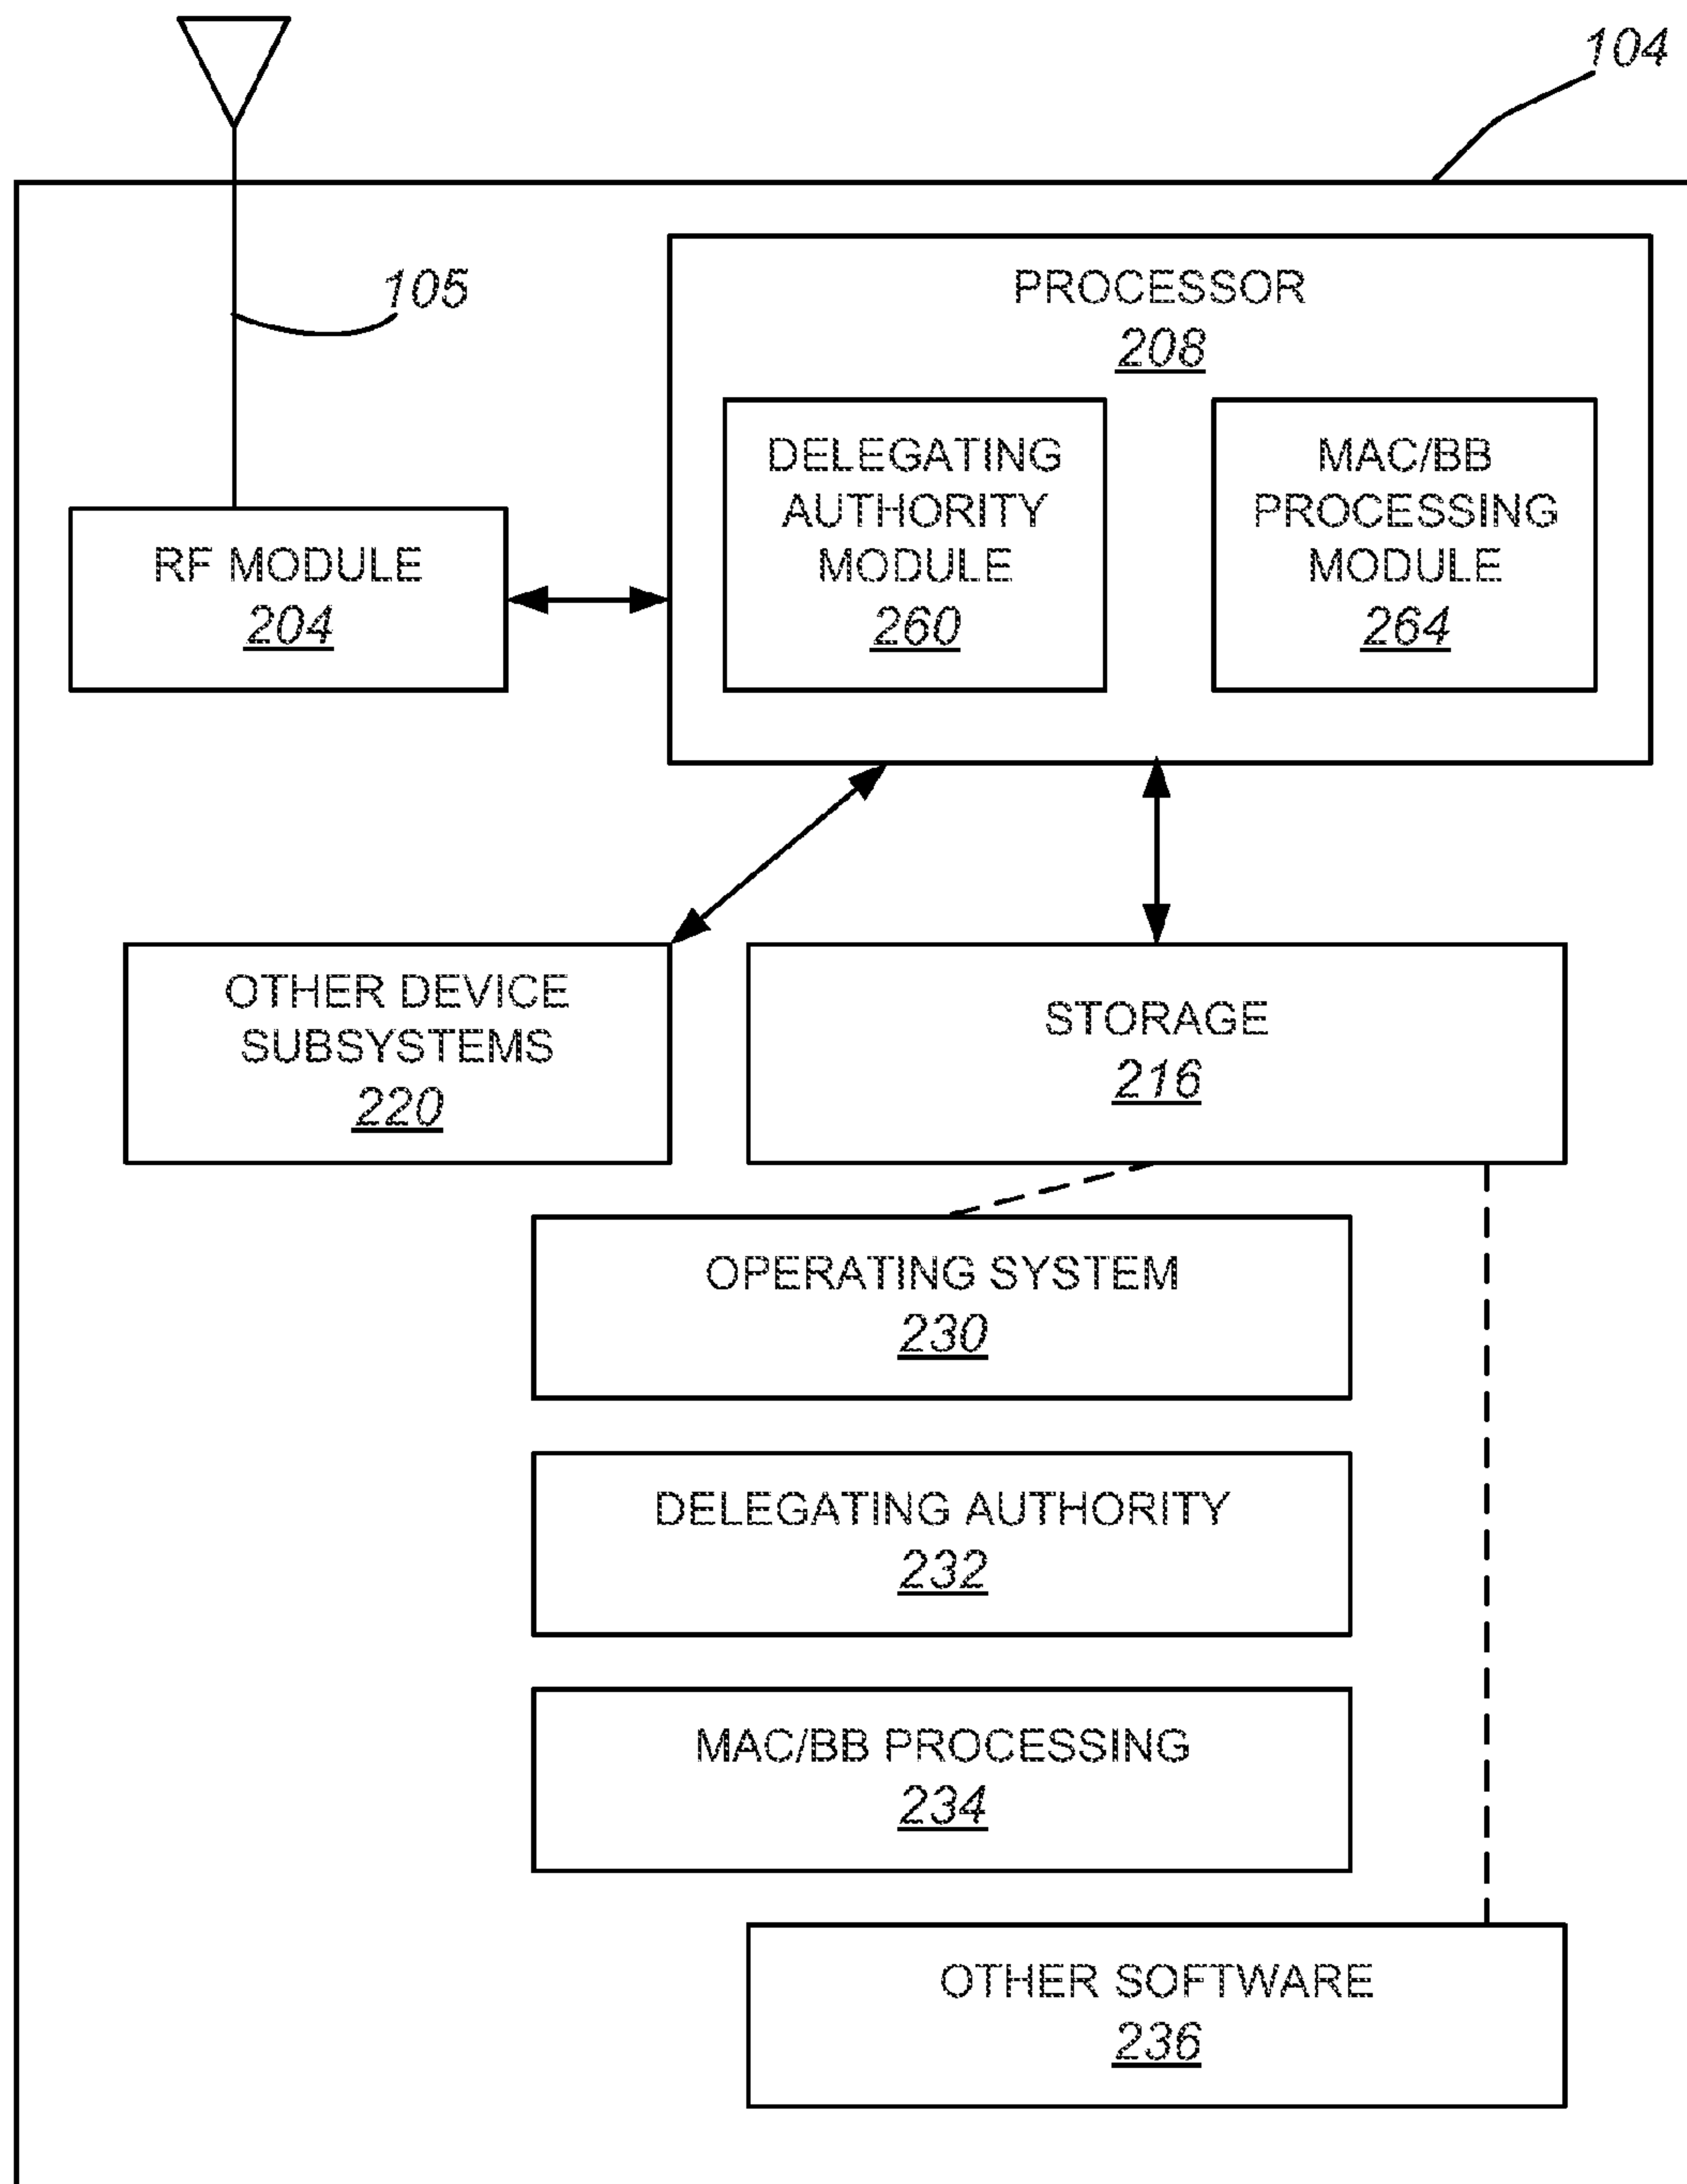 104
105
PROCESSOR
208
DELEGATING
AUTHORITY
MODULE
260
MAC/BB
PROCESSING
MODULE
264
RF MODULE
204
OTHER DEVICE
SUBSYSTEMS
220
STORAGE
216
OPERATING SYSTEM
230
DELEGATING AUTHORITY
232
MAC/BB PROCESSING
234
OTHER SOFTWARE
236